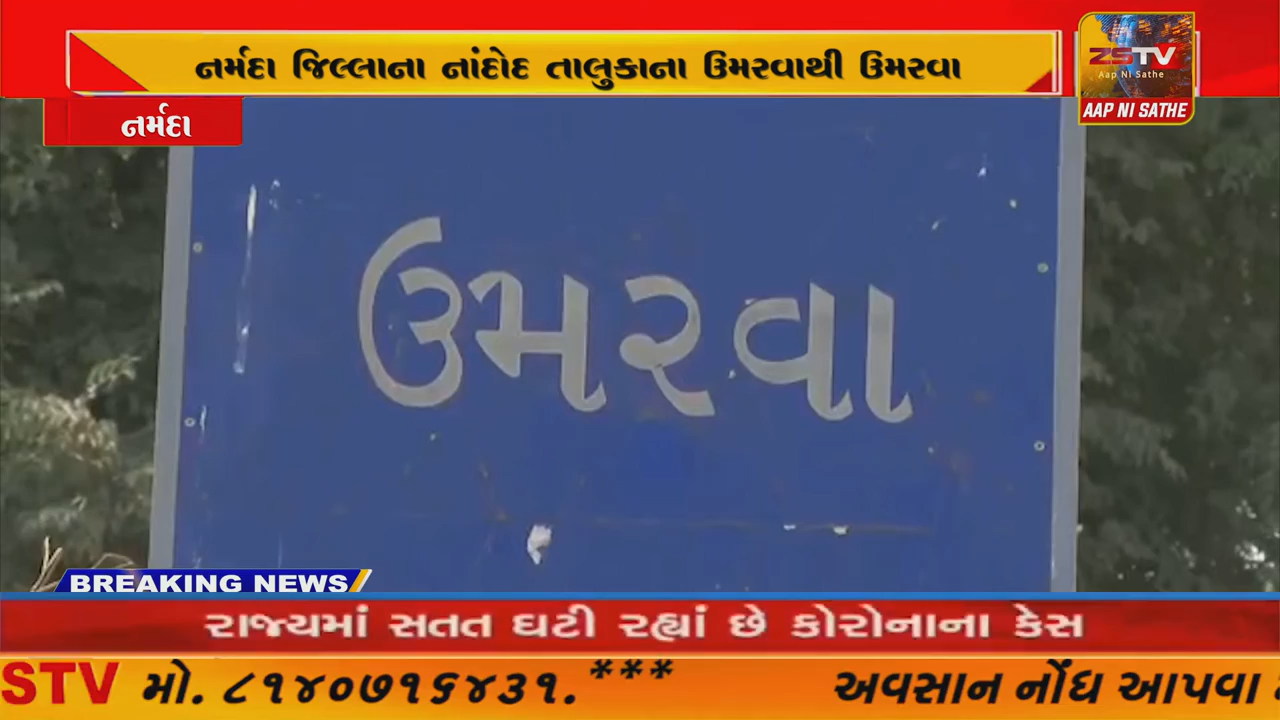 નર્મદા જિલ્લાના નાંદોદ તાલુકાના ઉમરવાથી ઉમરવા
ZSTV
Aap Ni Sathe
AAP NI SATHE
નર્મદા
ઉમરવા
BREAKING NEWS
રાજ્યમાં સતત ઘટી રહ્યાં છે કોરોનાના કેસ
STV મો. ૮૧૪૦૭૧૬૪૩૧.*** અવસાન નોંધ આપવા